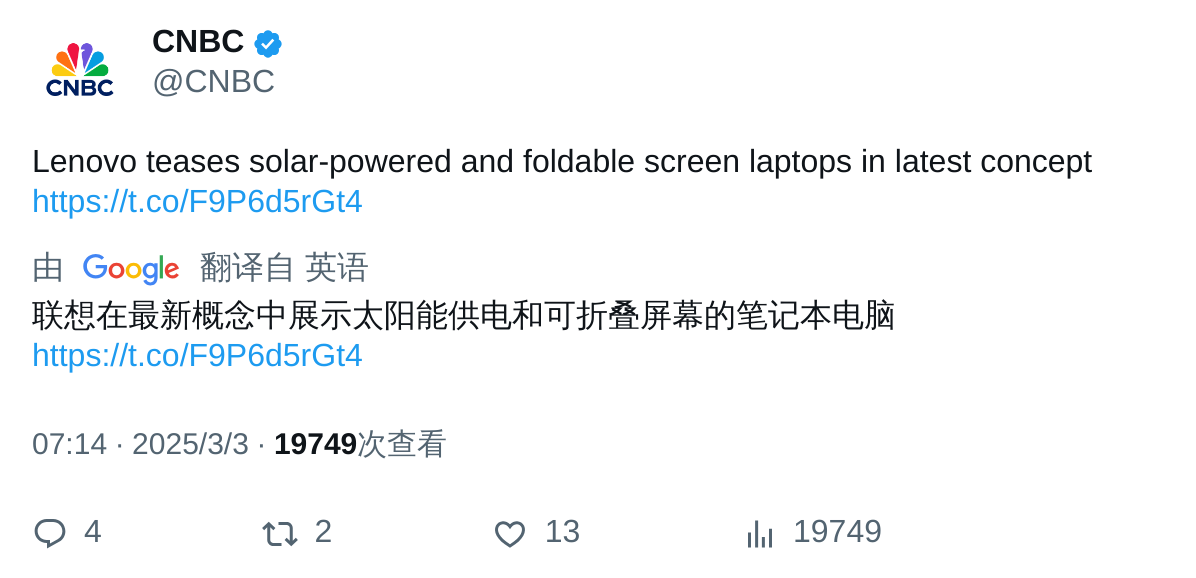 CNBC
@CNBC
CNBC
Lenovo teases solar-powered and foldable screen laptops in latest concept
https://t.co/F9P6d5rGt4
由 Google 翻译自 英语
联想在最新概念中展示太阳能供电和可折叠屏幕的笔记本电脑
https://t.co/F9P6d5rGt4
07:14 · 2025/3/3 · 19749次查看
4 2 13 19749